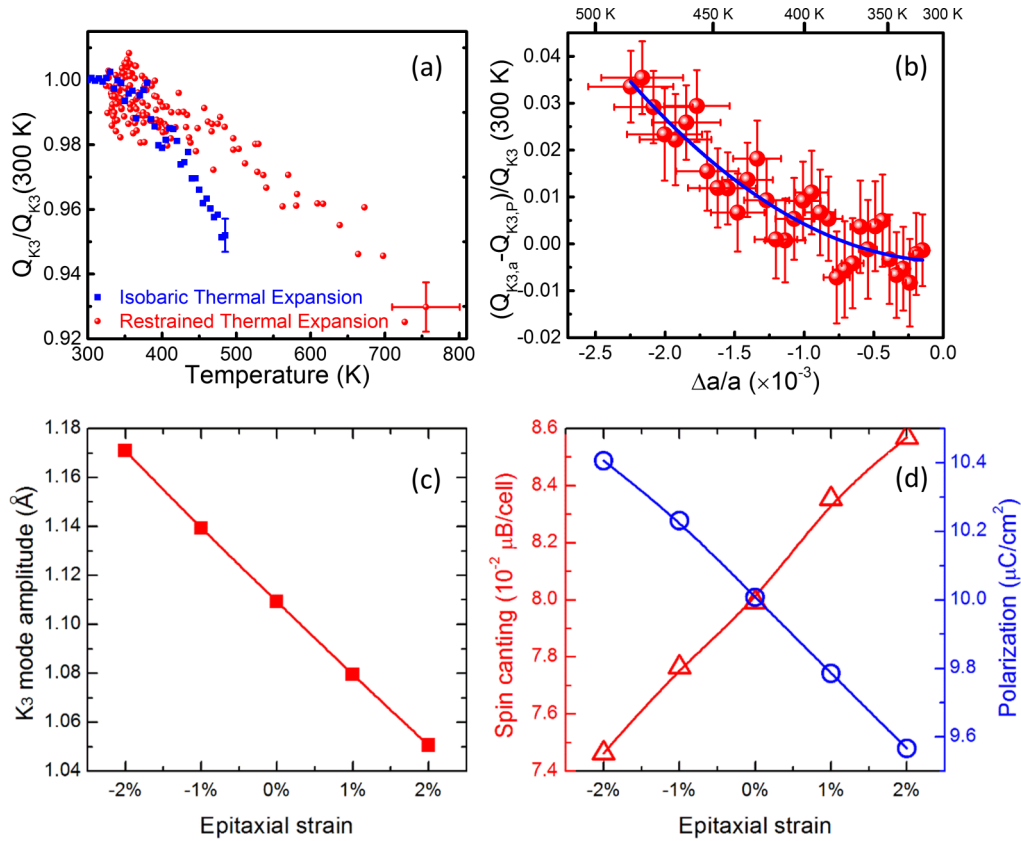 (a)
1.00
0.98
0.96
0.94
0.92
Q_K3/Q_K3(300 K)
Isobaric Thermal Expansion
Restrained Thermal Expansion
300 400 500 600 700 800
Temperature (K)
500 K 450 K 400 K 350 K 300 K
(b)
0.04
0.03
0.02
0.01
0.00
-0.01
-0.02
(Q_K3,a-Q_K3,P)/Q_K3 (300 K)
-2.5 -2.0 -1.5 -1.0 -0.5 0.0
Δa/a (×10⁻³)
(c)
1.18
1.16
1.14
1.12
1.10
1.08
1.06
1.04
K₃ mode amplitude (Å)
-2% -1% 0% 1% 2%
Epitaxial strain
(d)
8.6
8.4
8.2
8.0
7.8
7.6
7.4
Spin canting (10⁻² μB/cell)
10.4
10.2
10.0
9.8
9.6
Polarization (μC/cm²)
-2% -1% 0% 1% 2%
Epitaxial strain